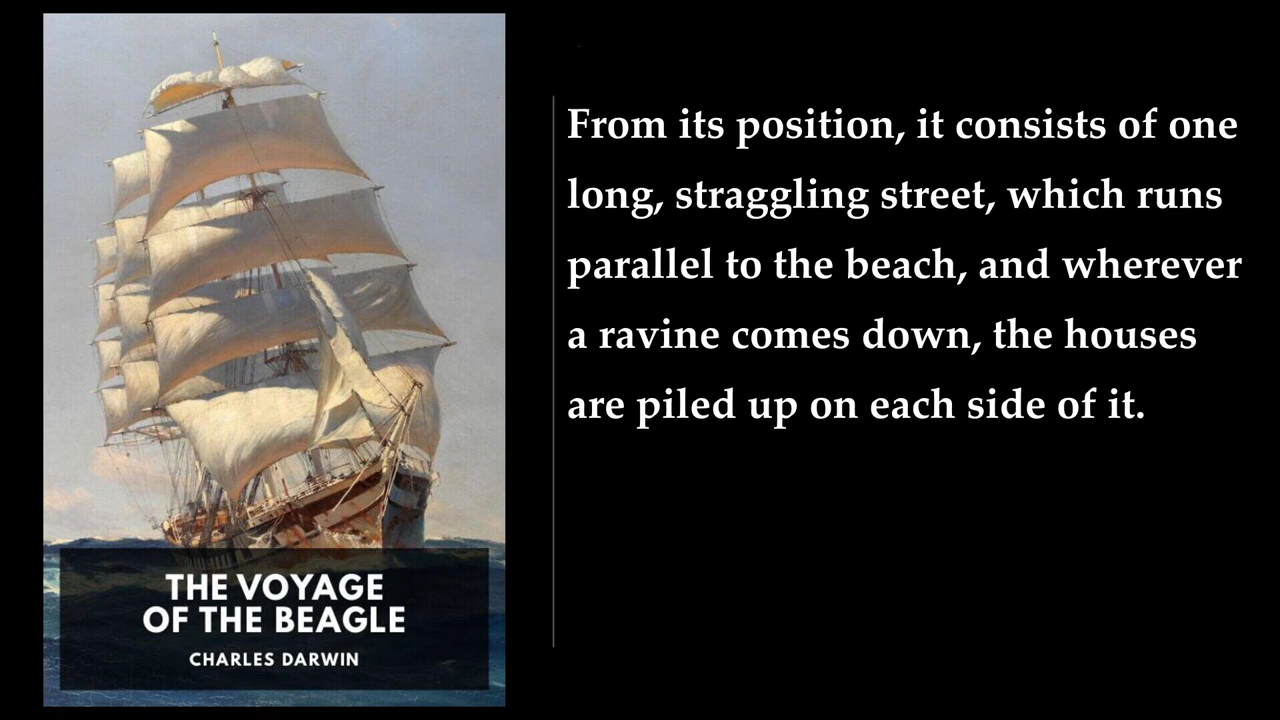 THE VOYAGE
OF THE BEAGLE
CHARLES DARWIN
From its position, it consists of one
long, straggling street, which runs
parallel to the beach, and wherever
a ravine comes down, the houses
are piled up on each side of it.